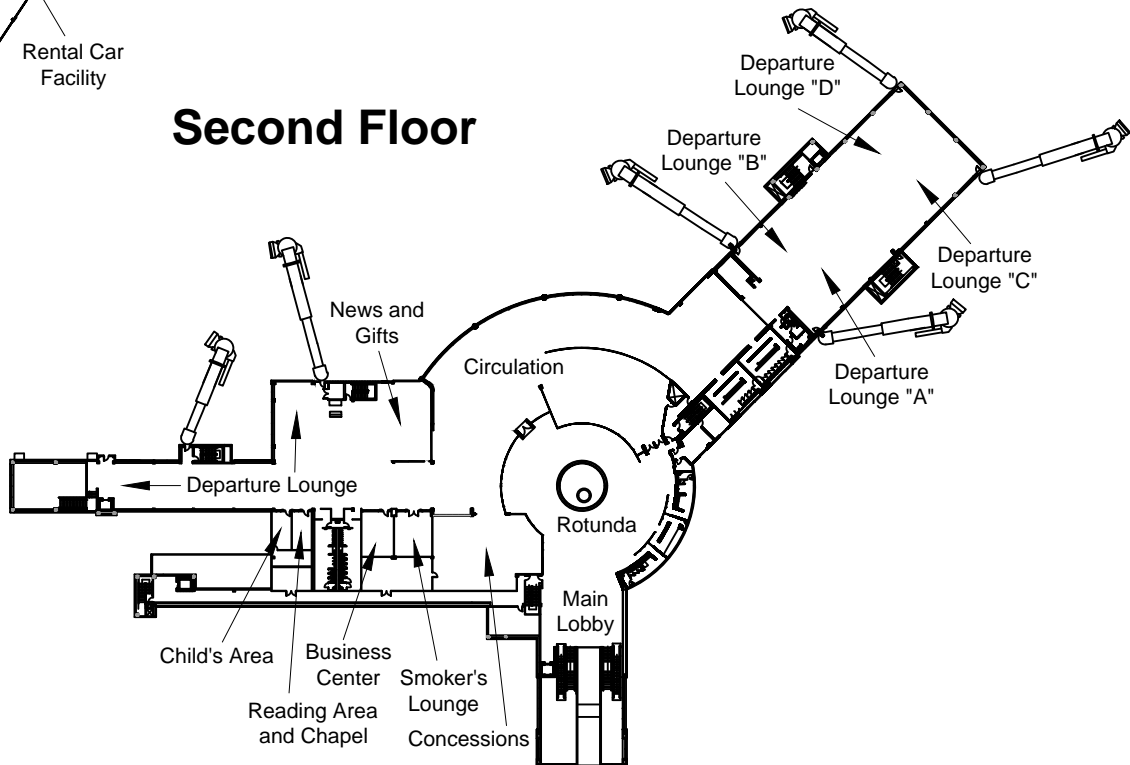 Rental Car
Facility
Second Floor
Departure
Lounge "D"
Departure
Lounge "B"
Departure
Lounge "C"
News and
Gifts
Circulation
Departure
Lounge "A"
Departure Lounge
Rotunda
Main
Lobby
Child's Area
Business
Center
Smoker's
Lounge
Reading Area
and Chapel
Concessions